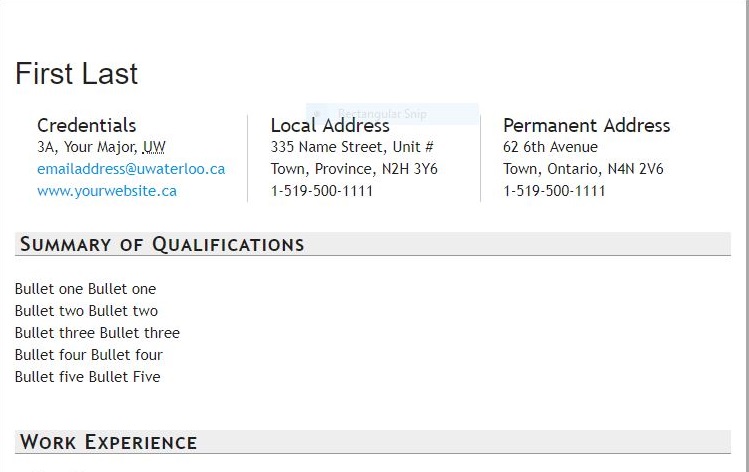 First Last
Rectangular Snip
Credentials
3A, Your Major, UW
emailaddress@uwaterloo.ca
www.yourwebsite.ca
Local Address
335 Name Street, Unit #
Town, Province, N2H 3Y6
1-519-500-1111
Permanent Address
62 6th Avenue
Town, Ontario, N4N 2V6
1-519-500-1111
Summary of Qualifications
Bullet one Bullet one
Bullet two Bullet two
Bullet three Bullet three
Bullet four Bullet four
Bullet five Bullet Five
Work Experience